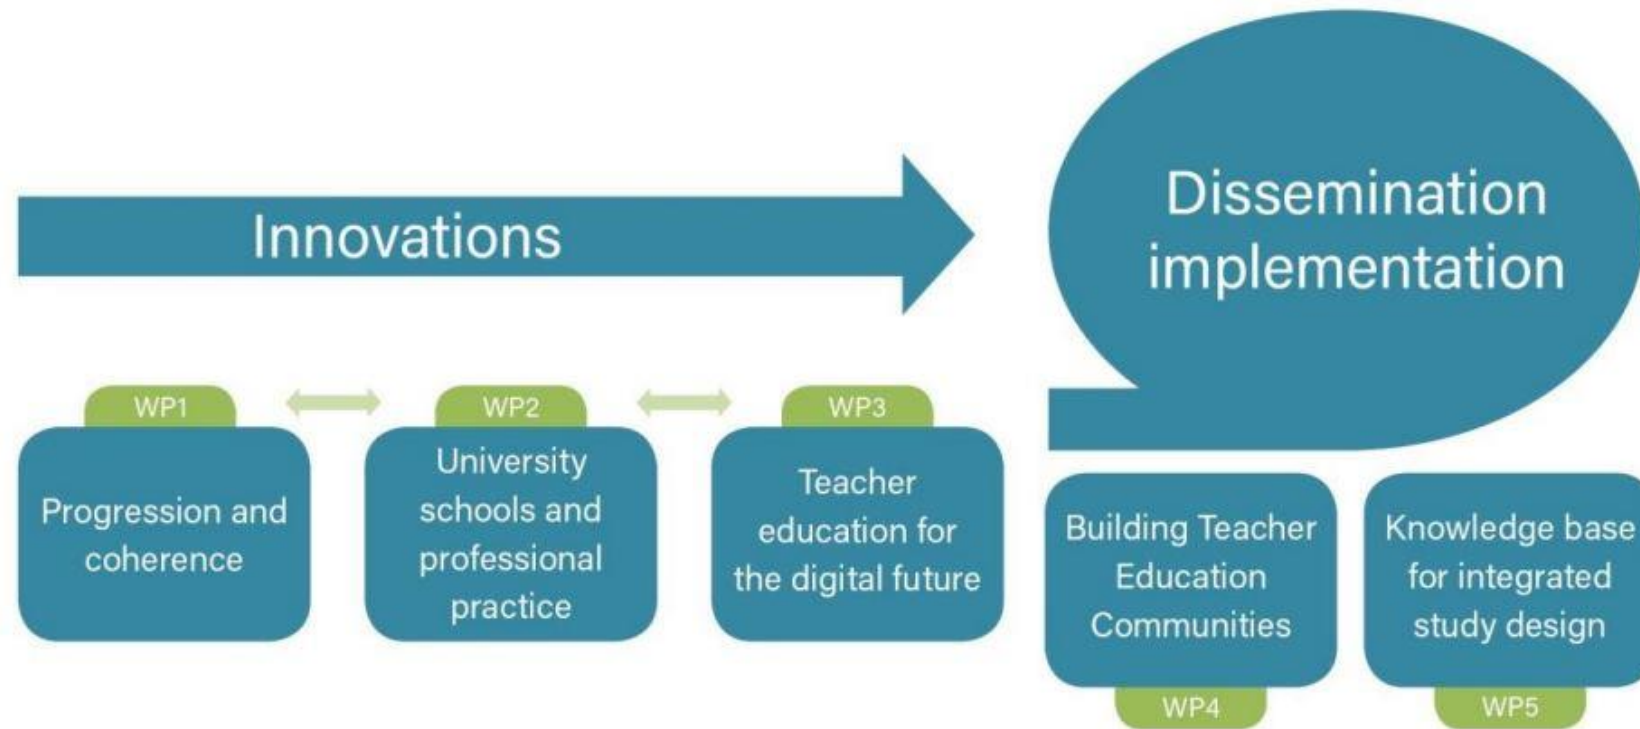 Innovations
Dissemination
implementation
WP1
Progression and
coherence
WP2
University
schools and
professional
practice
WP3
Teacher
education for
the digital future
Building Teacher
Education
Communities
WP4
Knowledge base
for integrated
study design
WP5